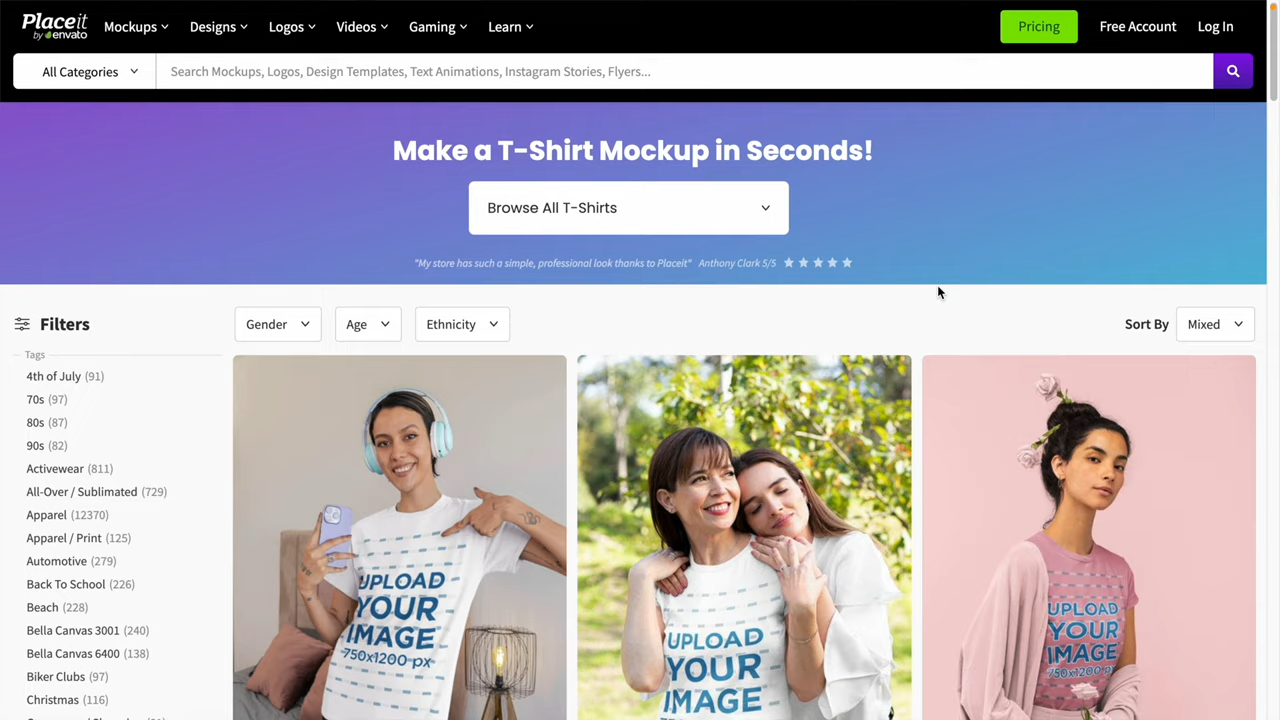 Placeit
by envato
Mockups
Designs
Logos
Videos
Gaming
Learn
Pricing
Free Account
Log In
All Categories
Search Mockups, Logos, Design Templates, Text Animations, Instagram Stories, Flyers...
Make a T-Shirt Mockup in Seconds!
Browse All T-Shirts
"My store has such a simple, professional look thanks to Placeit" Anthony Clark 5/5
Filters
Gender
Age
Ethnicity
Sort By
Mixed
Tags
4th of July (91)
70s (97)
80s (87)
90s (82)
Activewear (811)
All-Over / Sublimated (729)
Apparel (12370)
Apparel / Print (125)
Automotive (279)
Back To School (226)
Beach (228)
Bella Canvas 3001 (240)
Bella Canvas 6400 (138)
Biker Clubs (97)
Christmas (116)
UPLOAD
YOUR
IMAGE
750x1200 px
UPLOAD
YOUR
IMAGE
UPLOAD
YOUR
IMAGE
750x1200 px